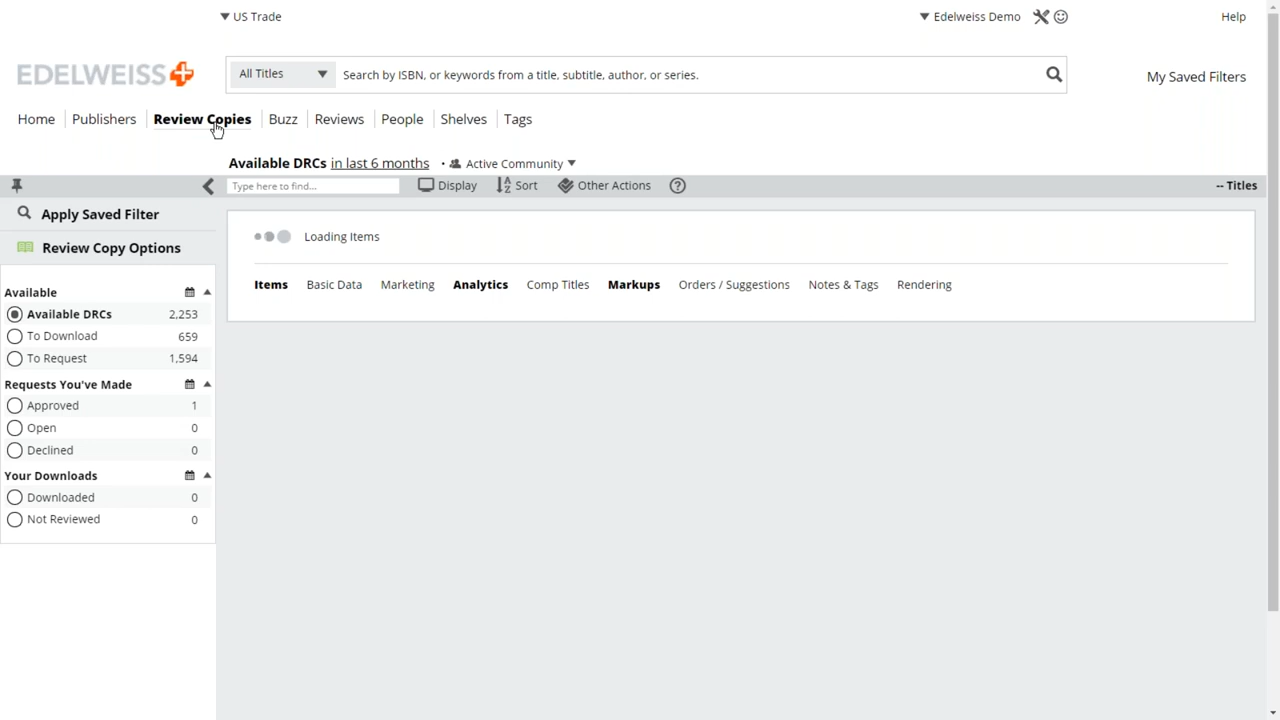 US Trade
Edelweiss Demo
Help
EDELWEISS
All Titles
Search by ISBN, or keywords from a title, subtitle, author, or series.
My Saved Filters
Home
Publishers
Review Copies
Buzz
Reviews
People
Shelves
Tags
Available DRCs in last 6 months • Active Community
Type here to find...
Display
Sort
Other Actions
-- Titles
Apply Saved Filter
Review Copy Options
Available
Available DRCs 2,253
To Download 659
To Request 1,594
Requests You've Made
Approved 1
Open 0
Declined 0
Your Downloads
Downloaded 0
Not Reviewed 0
Loading Items
Items
Basic Data
Marketing
Analytics
Comp Titles
Markups
Orders / Suggestions
Notes & Tags
Rendering